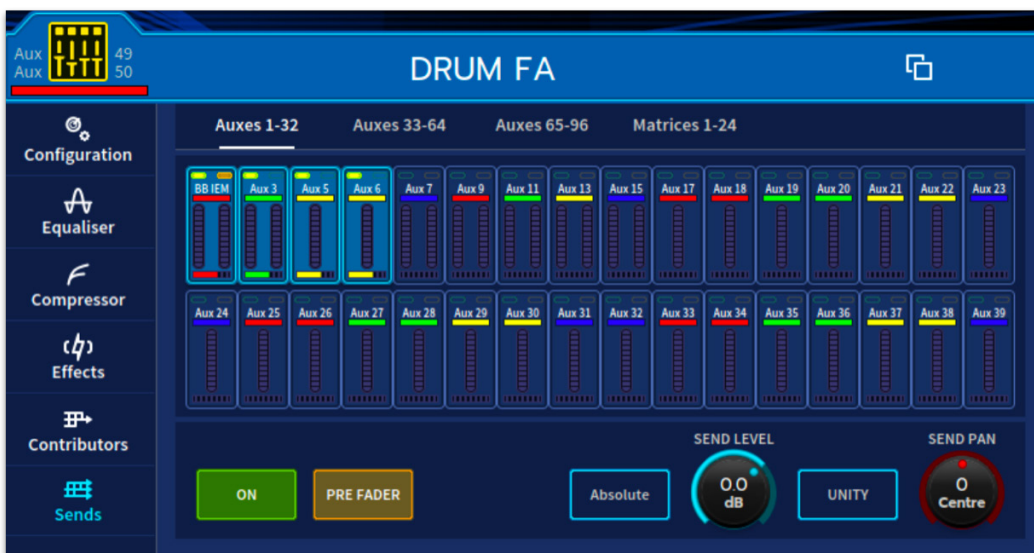 Aux 49
Aux 50
DRUM FA
Configuration
Equaliser
Compressor
Effects
Contributors
Sends
Auxes 1-32 Auxes 33-64 Auxes 65-96 Matrices 1-24
BB IEM Aux 3 Aux 5 Aux 6 Aux 7 Aux 9 Aux 11 Aux 13 Aux 15 Aux 17 Aux 18 Aux 19 Aux 20 Aux 21 Aux 22 Aux 23
Aux 24 Aux 25 Aux 26 Aux 27 Aux 28 Aux 29 Aux 30 Aux 31 Aux 32 Aux 33 Aux 34 Aux 35 Aux 36 Aux 37 Aux 38 Aux 39
SEND LEVEL SEND PAN
ON PRE FADER Absolute 0.0 dB UNITY 0 Centre